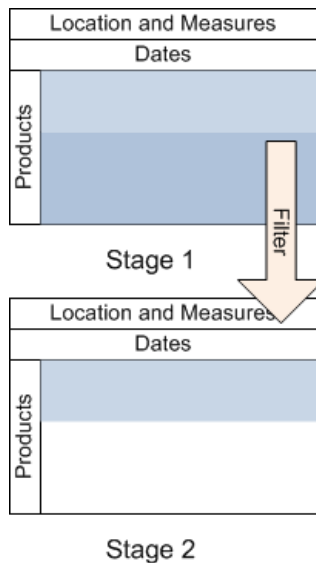 Location and Measures
Dates
Products
Filter
Stage 1
Location and Measures
Dates
Products
Stage 2